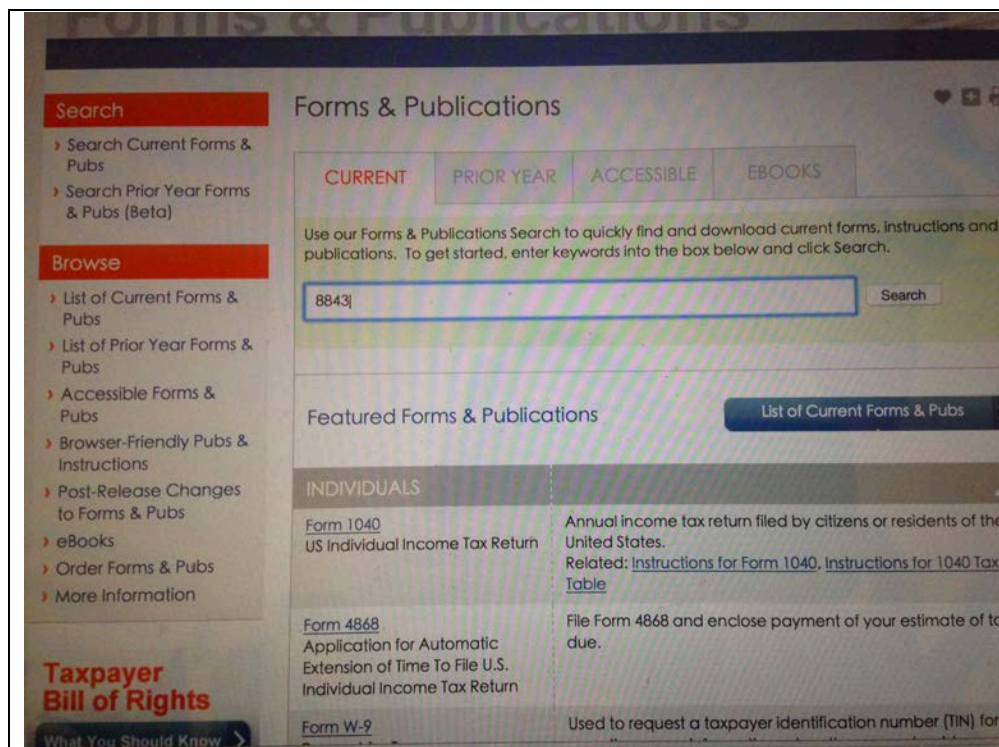 Forms & Publications
Search
Search Current Forms &
Pubs
Search Prior Year Forms
& Pubs (Beta)
Browse
List of Current Forms &
Pubs
List of Prior Year Forms &
Pubs
Accessible Forms &
Pubs
Browser-Friendly Pubs &
Instructions
Post-Release Changes
to Forms & Pubs
eBooks
Order Forms & Pubs
More Information
Taxpayer
Bill of Rights
What You Should Know
Forms & Publications
CURRENT PRIOR YEAR ACCESSIBLE EBOOKS
Use our Forms & Publications Search to quickly find and download current forms, instructions and
publications. To get started, enter keywords into the box below and click Search.
8843 Search
Featured Forms & Publications List of Current Forms & Pubs
INDIVIDUALS
Form 1040
US Individual Income Tax Return
Annual income tax return filed by citizens or residents of the
United States.
Related: Instructions for Form 1040, Instructions for 1040 Tax
Table
Form 4868
Application for Automatic
Extension of Time To File U.S.
Individual Income Tax Return
File Form 4868 and enclose payment of your estimate of
due.
Form W-9
Used to request a taxpayer identification number (TIN) for